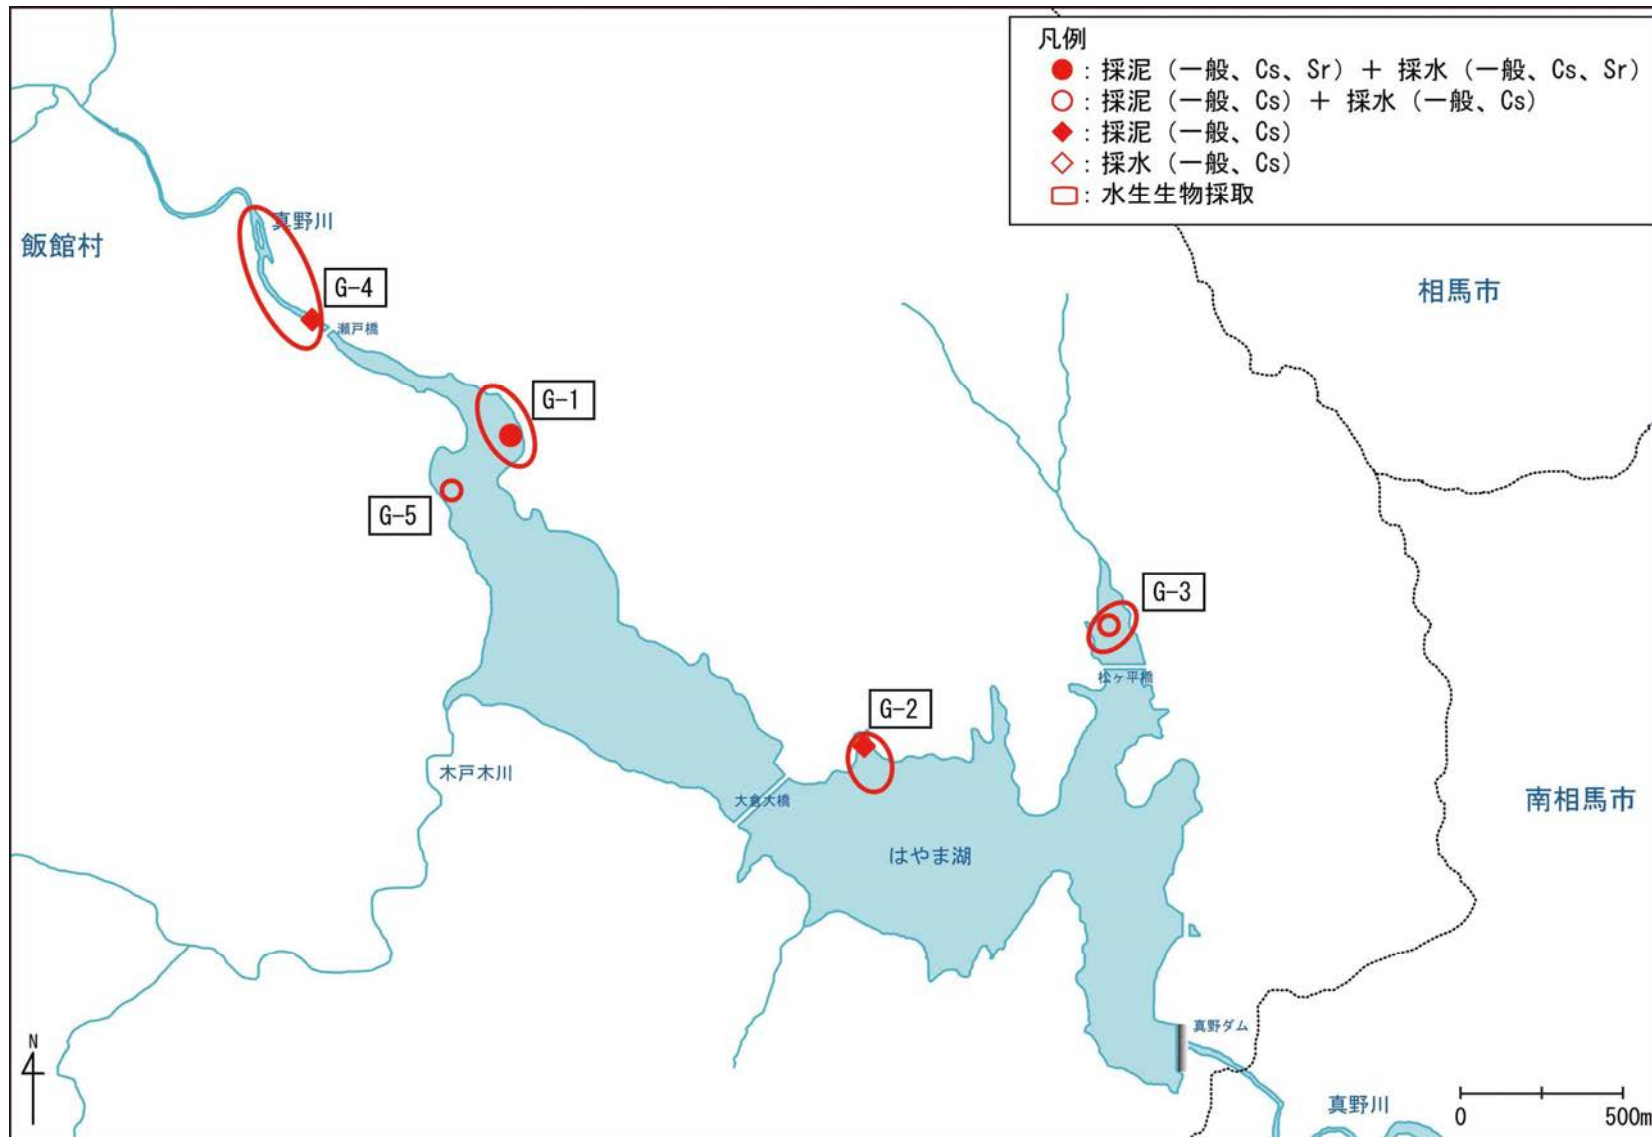 凡例
●：採泥（一般、Cs、Sr）＋ 採水（一般、Cs、Sr）
○：採泥（一般、Cs）＋ 採水（一般、Cs）
◆：採泥（一般、Cs）
◇：採水（一般、Cs）
：水生生物採取
真野川
飯館村
G-4
相馬市
瀬戸橋
G-1
G-5
G-3
松ヶ平橋
G-2
木戸木川
大倉大橋
南相馬市
はやま湖
真野ダム
N
真野川
0
500m